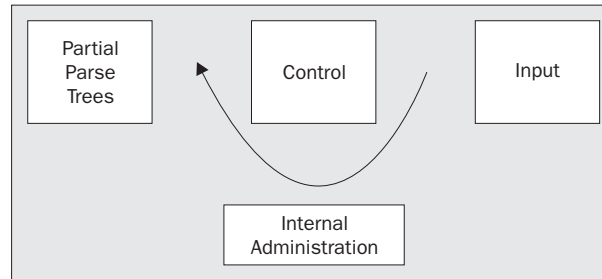 Partial
Parse
Trees
Control
Input
Internal
Administration